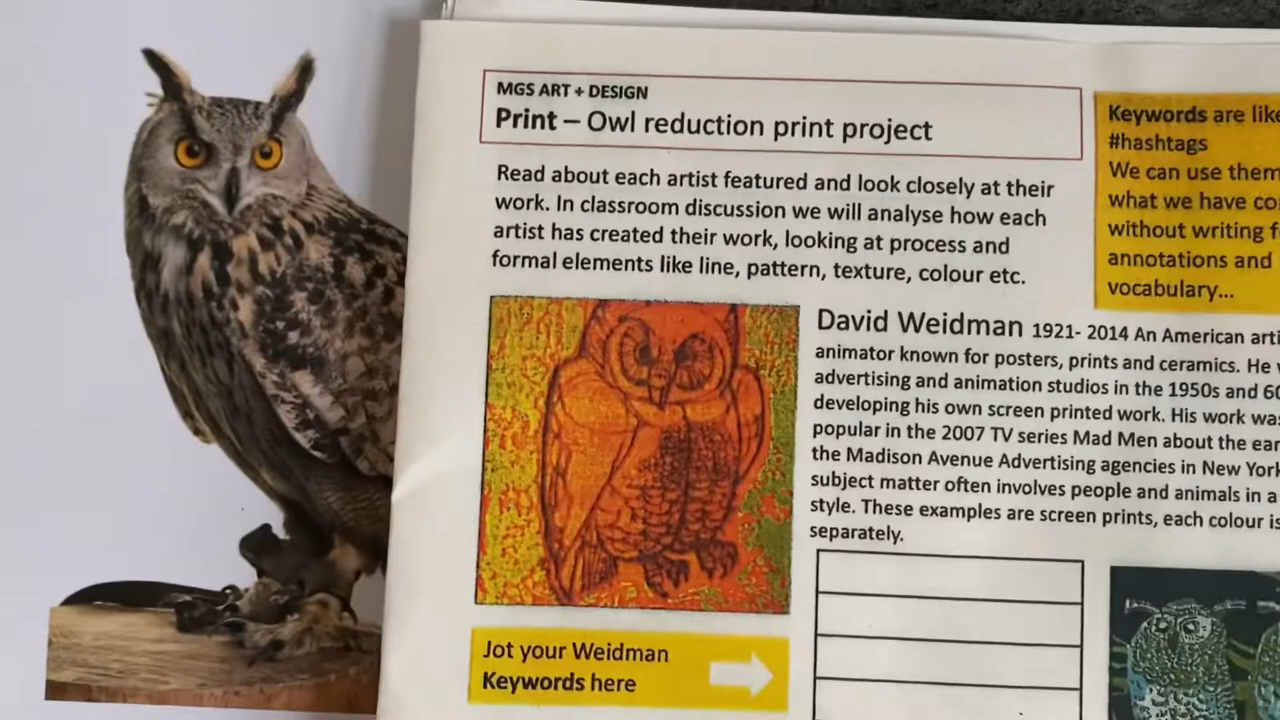 MGS ART + DESIGN
Print – Owl reduction print project
Read about each artist featured and look closely at their
work. In classroom discussion we will analyse how each
artist has created their work, looking at process and
formal elements like line, pattern, texture, colour etc.
Keywords are like
#hashtags
We can use them
what we have
without writing
annotations and
vocabulary...
David Weidman 1921- 2014 An American
animator known for posters, prints and ceramics. He
advertising and animation studios in the 1950s and
developing his own screen printed work. His work was
popular in the 2007 TV series Mad Men about the
the Madison Avenue Advertising agencies in New York
subject matter often involves people and animals in a
style. These examples are screen prints, each colour is
separately.
Jot your Weidman
Keywords here